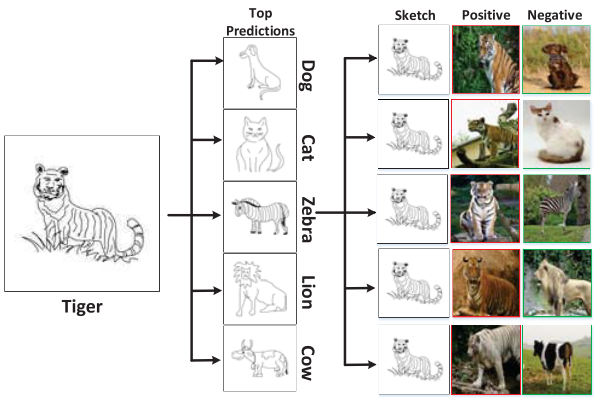 Top
Predictions
Sketch
Positive
Negative
Dog
Cat
Zebra
Lion
Cow
Tiger